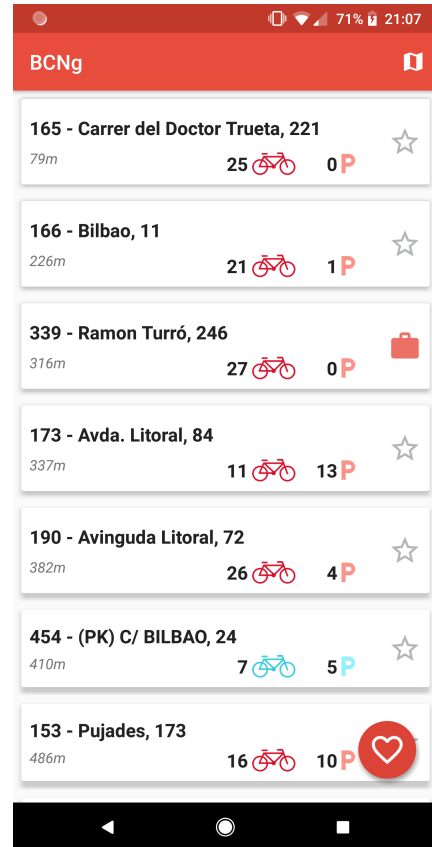 71% 21:07
BCNg
165 - Carrer del Doctor Trueta, 221
79m 25 0 P
166 - Bilbao, 11
226m 21 1 P
339 - Ramon Turró, 246
316m 27 0 P
173 - Avda. Litoral, 84
337m 11 13 P
190 - Avinguda Litoral, 72
382m 26 4 P
454 - (PK) C/ BILBAO, 24
410m 7 5 P
153 - Pujades, 173
486m 16 10 P